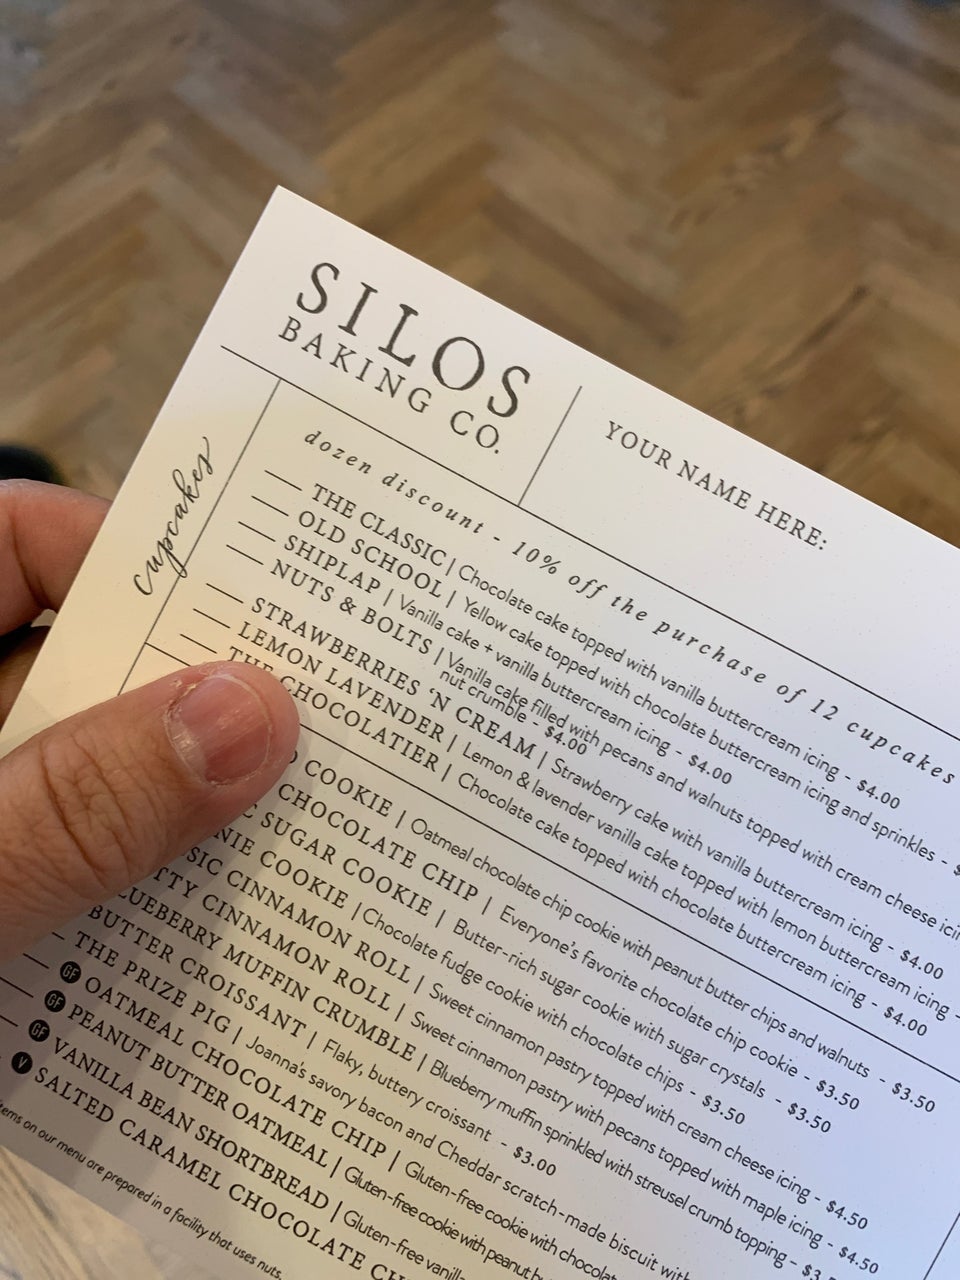 SILOS
BAKING CO.
YOUR NAME HERE:
cupcakes
dozen discount - 10% off the purchase of 12 cupcakes
THE CLASSIC | Chocolate cake topped with vanilla buttercream icing - $4.00
OLD SCHOOL | Yellow cake topped with chocolate buttercream icing and sprinkles -
SHIPLAP | Vanilla cake + vanilla buttercream icing - $4.00
NUTS & BOLTS | Vanilla cake filled with pecans and walnuts topped with cream cheese
nut crumble - $4.00
STRAWBERRIES 'N CREAM | Strawberry cake with vanilla buttercream icing - $4.00
LEMON LAVENDER | Lemon & lavender vanilla cake topped with lemon buttercream icing -
THE CHOCOLATIER | Chocolate cake topped with chocolate buttercream icing - $4.00
COOKIE | Oatmeal chocolate chip cookie with peanut butter chips and walnuts - $3.50
CHOCOLATE CHIP | Everyone's favorite chocolate chip cookie - $3.50
SUGAR COOKIE | Butter-rich sugar cookie with sugar crystals - $3.50
COOKIE | Chocolate fudge cookie with chocolate chips - $3.50
CINNAMON ROLL | Sweet cinnamon pastry topped with cream cheese icing - $4.50
CINNAMON ROLL | Sweet cinnamon pastry with pecans topped with maple icing - $4.50
BLUEBERRY MUFFIN CRUMBLE | Blueberry muffin sprinkled with streusel crumb topping -
BUTTER CROISSANT | Flaky, buttery croissant - $3.00
THE PRIZE PIG | Joanna's savory bacon and Cheddar scratch-made biscuit with
GF OATMEAL CHOCOLATE CHIP | Gluten-free cookie with
GF PEANUT BUTTER OATMEAL | Gluten-free cookie with peanut
GF VANILLA BEAN SHORTBREAD | Gluten-free
V SALTED CARAMEL CHOCOLATE
items on our menu are prepared in a facility that uses nuts.